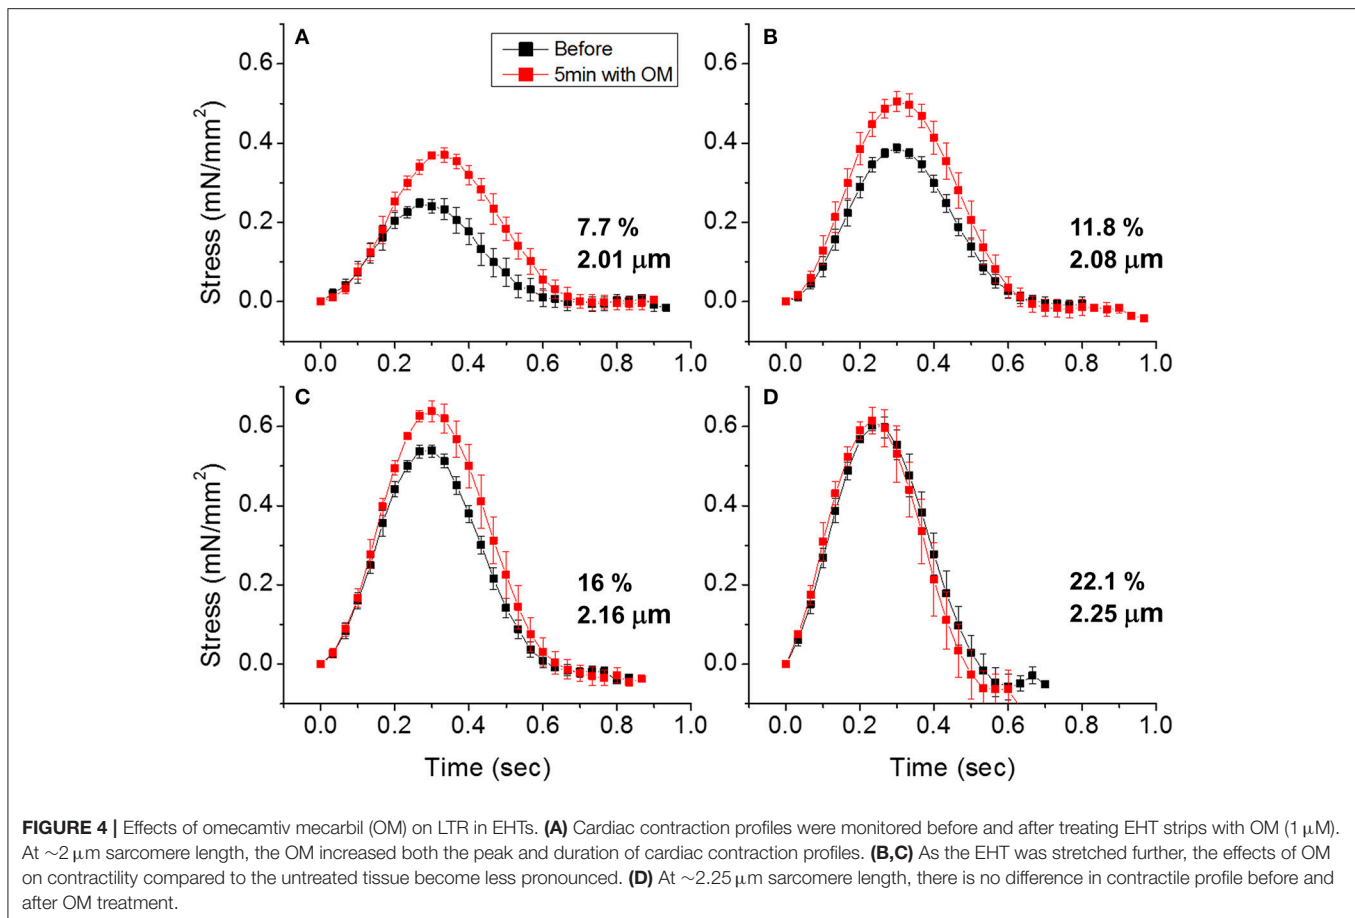 A
Before
5min with OM
0.6
0.4
0.2
0.0
Stress (mN/mm²)
7.7 %
2.01 μm
0.0 0.2 0.4 0.6 0.8 1.0
B
0.6
0.4
0.2
0.0
11.8 %
2.08 μm
0.0 0.2 0.4 0.6 0.8 1.0
C
0.6
0.4
0.2
0.0
Stress (mN/mm²)
16 %
2.16 μm
0.0 0.2 0.4 0.6 0.8 1.0
Time (sec)
D
0.6
0.4
0.2
0.0
22.1 %
2.25 μm
0.0 0.2 0.4 0.6 0.8 1.0
Time (sec)
FIGURE 4 | Effects of omecamtiv mecarbil (OM) on LTR in EHTs. (A) Cardiac contraction profiles were monitored before and after treating EHT strips with OM (1 μM).
At ∼2 μm sarcomere length, the OM increased both the peak and duration of cardiac contraction profiles. (B,C) As the EHT was stretched further, the effects of OM
on contractility compared to the untreated tissue become less pronounced. (D) At ∼2.25 μm sarcomere length, there is no difference in contractile profile before and
after OM treatment.